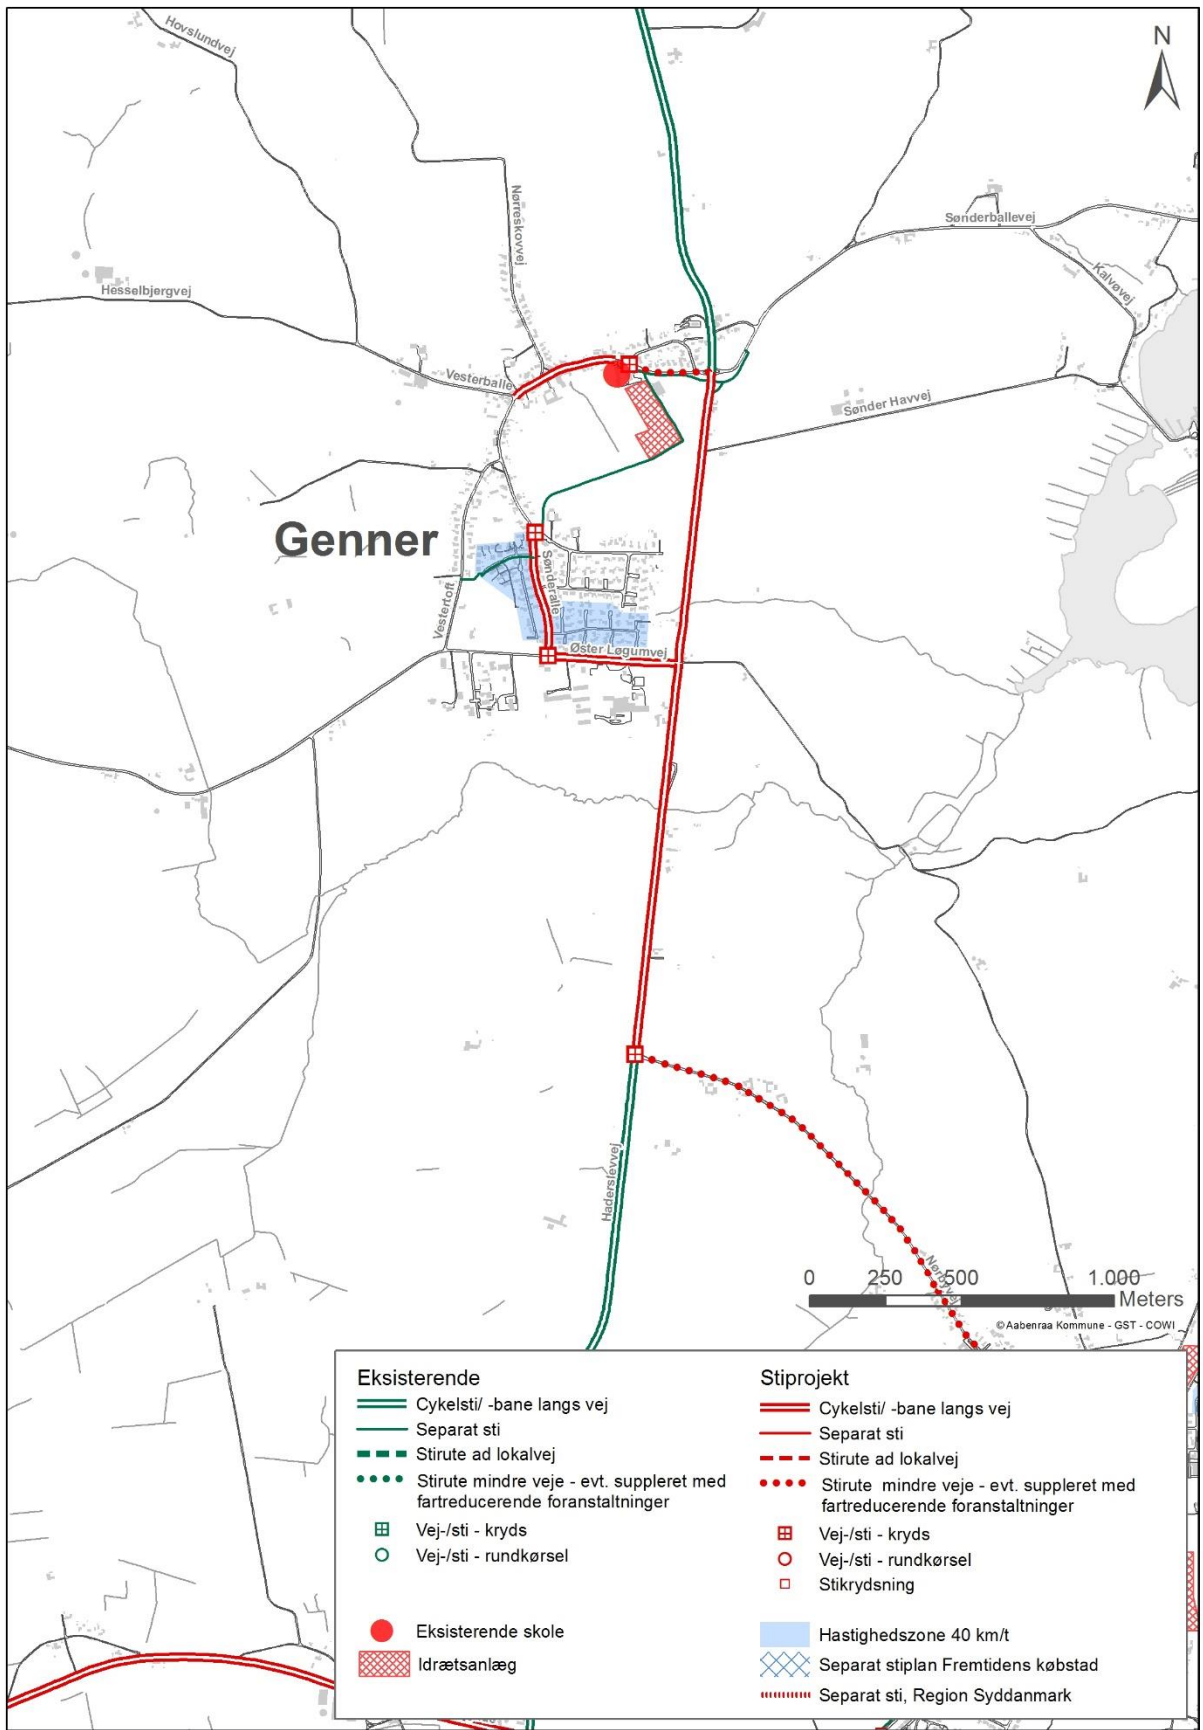 Hovslundvej
N
Nørreskovvej
Sønderballevej
Kalvøvej
Hesselbjergvej
Vesterballe
Sønder Havvej
Genner
Sønderalle
Vestertoft
Øster Løgumvej
Haderslevvej
0 250 500 1.000
Meters
©Aabenraa Kommune - GST - COWI
Eksisterende
Cykelsti/ -bane langs vej
Separat sti
Stirute ad lokalvej
Stirute mindre veje - evt. suppleret med
fartreducerende foranstaltninger
Vej-/sti - kryds
Vej-/sti - rundkørsel
Eksisterende skole
Idrætsanlæg
Stiprojekt
Cykelsti/ -bane langs vej
Separat sti
Stirute ad lokalvej
Stirute mindre veje - evt. suppleret med
fartreducerende foranstaltninger
Vej-/sti - kryds
Vej-/sti - rundkørsel
Stikrydsning
Hastighedszone 40 km/t
Separat stiplan Fremtidens købstad
Separat sti, Region Syddanmark